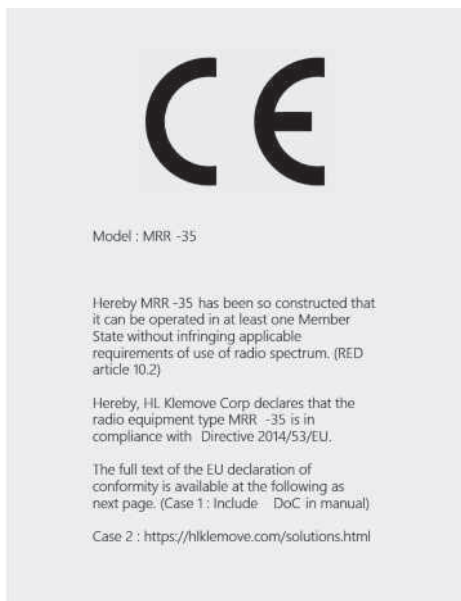 CE
Model : MRR -35
Hereby MRR -35 has been so constructed that
it can be operated in at least one Member
State without infringing applicable
requirements of use of radio spectrum. (RED
article 10.2)
Hereby, HL Klemove Corp declares that the
radio equipment type MRR -35 is in
compliance with Directive 2014/53/EU.
The full text of the EU declaration of
conformity is available at the following as
next page. (Case 1 : Include DoC in manual)
Case 2 : https://hlklemove.com/solutions.html